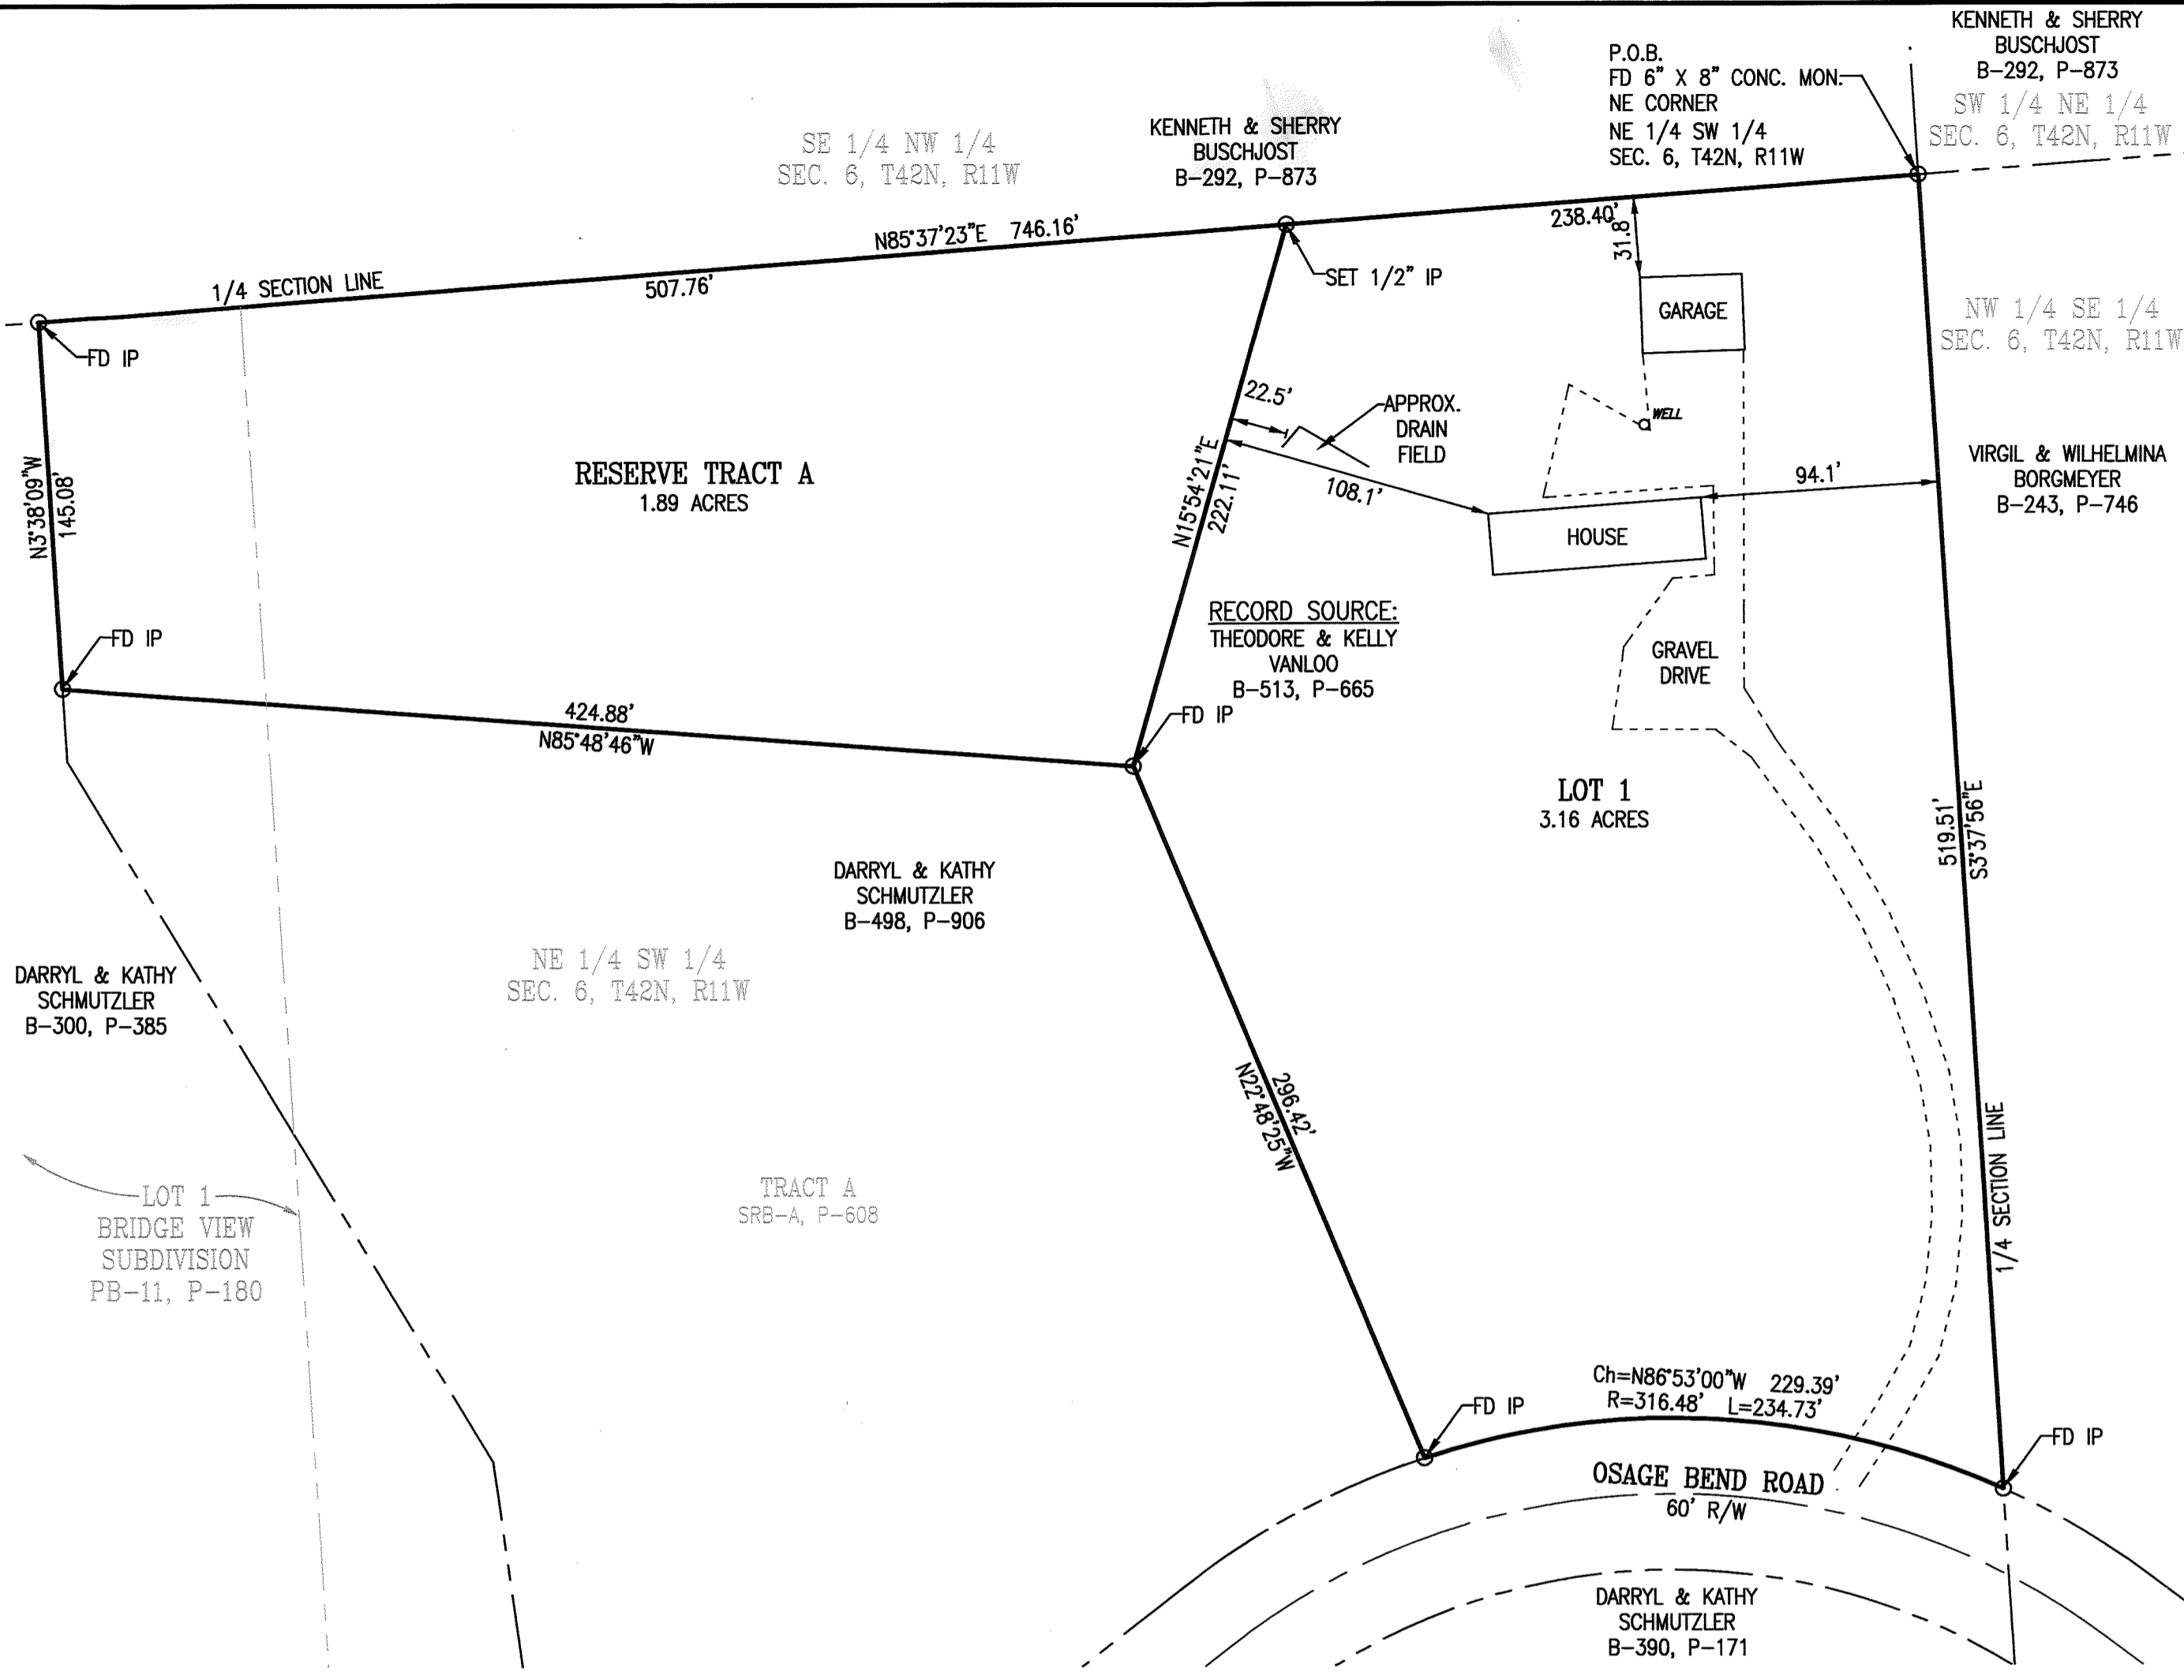 KENNETH & SHERRY
BUSCHJOST
B-292, P-873
SW 1/4 NE 1/4
SEC. 6, T42N, R11W
P.O.B.
FD 6" X 8" CONC. MON.
NE CORNER
NE 1/4 SW 1/4
SEC. 6, T42N, R11W
KENNETH & SHERRY
BUSCHJOST
B-292, P-873
SE 1/4 NW 1/4
SEC. 6, T42N, R11W
N85°37'23"E 746.16'
238.40'
31.8'
1/4 SECTION LINE
507.76'
SET 1/2" IP
GARAGE
NW 1/4 SE 1/4
SEC. 6, T42N, R11W
FD IP
22.5'
APPROX.
DRAIN
FIELD
WELL
N3°38'09"W
145.08'
RESERVE TRACT A
1.89 ACRES
N15°54'21"E
222.11'
108.1'
94.1'
VIRGIL & WILHELMINA
BORGMEYER
B-243, P-746
HOUSE
FD IP
RECORD SOURCE:
THEODORE & KELLY
VANLOO
B-513, P-665
GRAVEL
DRIVE
424.88'
N85°48'46"W
FD IP
LOT 1
3.16 ACRES
519.51'
S3°37'56"E
DARRYL & KATHY
SCHMUTZLER
B-498, P-906
NE 1/4 SW 1/4
SEC. 6, T42N, R11W
DARRYL & KATHY
SCHMUTZLER
B-300, P-385
296.42'
N22°48'25"W
1/4 SECTION LINE
LOT 1
BRIDGE VIEW
SUBDIVISION
PB-11, P-180
TRACT A
SRB-A, P-608
Ch=N86°53'00"W 229.39'
R=316.48' L=234.73'
FD IP
FD IP
OSAGE BEND ROAD
60' R/W
DARRYL & KATHY
SCHMUTZLER
B-390, P-171